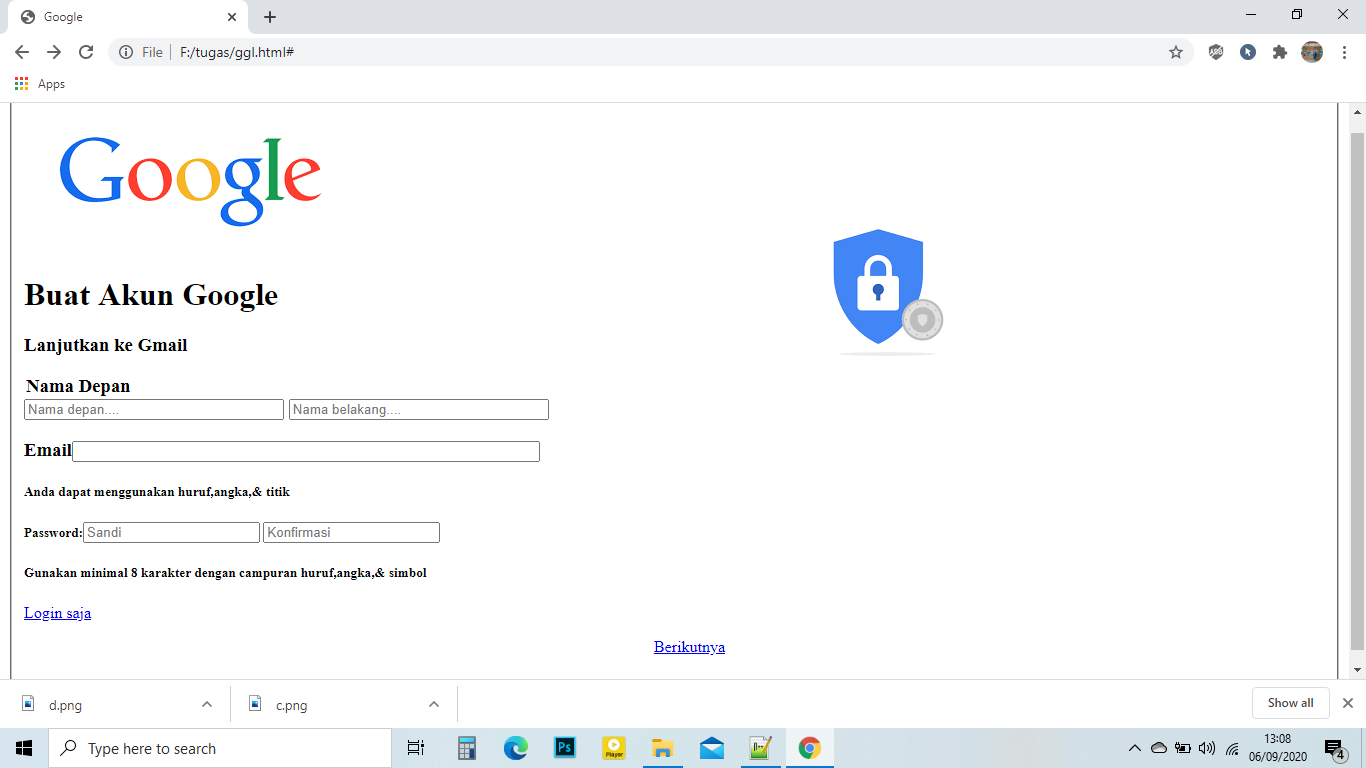 Google
File
F:/tugas/ggl.html#
Apps
Google
Buat Akun Google
Lanjutkan ke Gmail
Nama Depan
Nama depan.... Nama belakang....
Email
Anda dapat menggunakan huruf,angka,& titik
Password: Sandi Konfirmasi
Gunakan minimal 8 karakter dengan campuran huruf,angka,& simbol
Login saja
Berikutnya
d.png
c.png
Show all
Type here to search
Ps
Player
13:08
06/09/2020
4